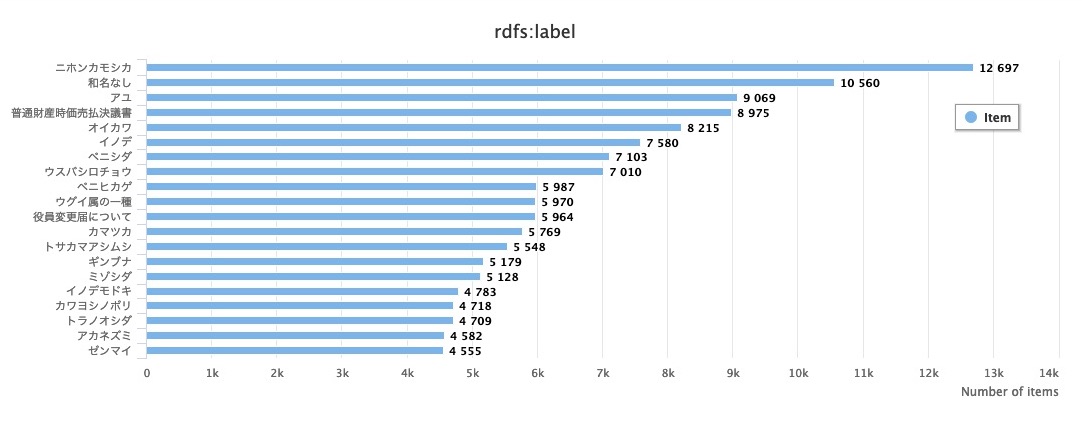 rdfs:label
ニホンカモシカ 12 697
和名なし 10 560
アユ 9 069
普通財産時価売払決議書 8 975
オイカワ 8 215
イノデ 7 580
ベニシダ 7 103
ウスバシロチョウ 7 010
ベニヒカゲ 5 987
ウグイ属の一種 5 970
役員変更届について 5 964
カマツカ 5 769
トサカマアシムシ 5 548
ギンブナ 5 179
ミゾシダ 5 128
イノデモドキ 4 783
カワヨシノボリ 4 718
トラノオシダ 4 709
アカネズミ 4 582
ゼンマイ 4 555
Item
0 1k 2k 3k 4k 5k 6k 7k 8k 9k 10k 11k 12k 13k 14k
Number of items